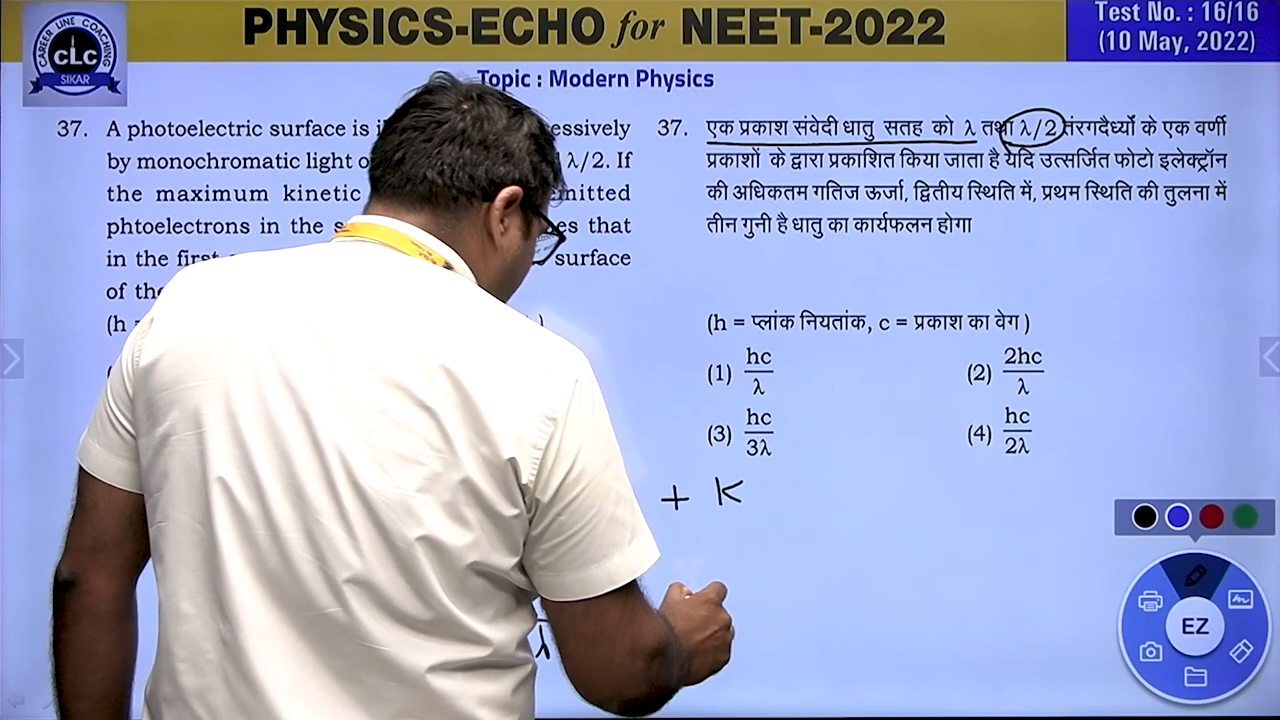 PHYSICS-ECHO for NEET-2022
Test No. : 16/16
(10 May, 2022)
CAREER LINE COACHING
CLC
SIKAR
Topic : Modern Physics
37. A photoelectric surface is essively
by monochromatic light λ/2. If
the maximum kinetic mitted
phtoelectrons in the es that
in the first surface
of the
(h )
37. एक प्रकाश संवेदी धातु सतह को λ तथा λ/2 तंरगदैर्ध्यों के एक वर्णी
प्रकाशों के द्वारा प्रकाशित किया जाता है यदि उत्सर्जित फोटो इलेक्ट्रॉन
की अधिकतम गतिज ऊर्जा, द्वितीय स्थिति में, प्रथम स्थिति की तुलना में
तीन गुनी है धातु का कार्यफलन होगा
(h = प्लांक नियतांक, c = प्रकाश का वेग )
(1) hc/λ (2) 2hc/λ
(3) hc/3λ (4) hc/2λ
+ K
λ
EZ